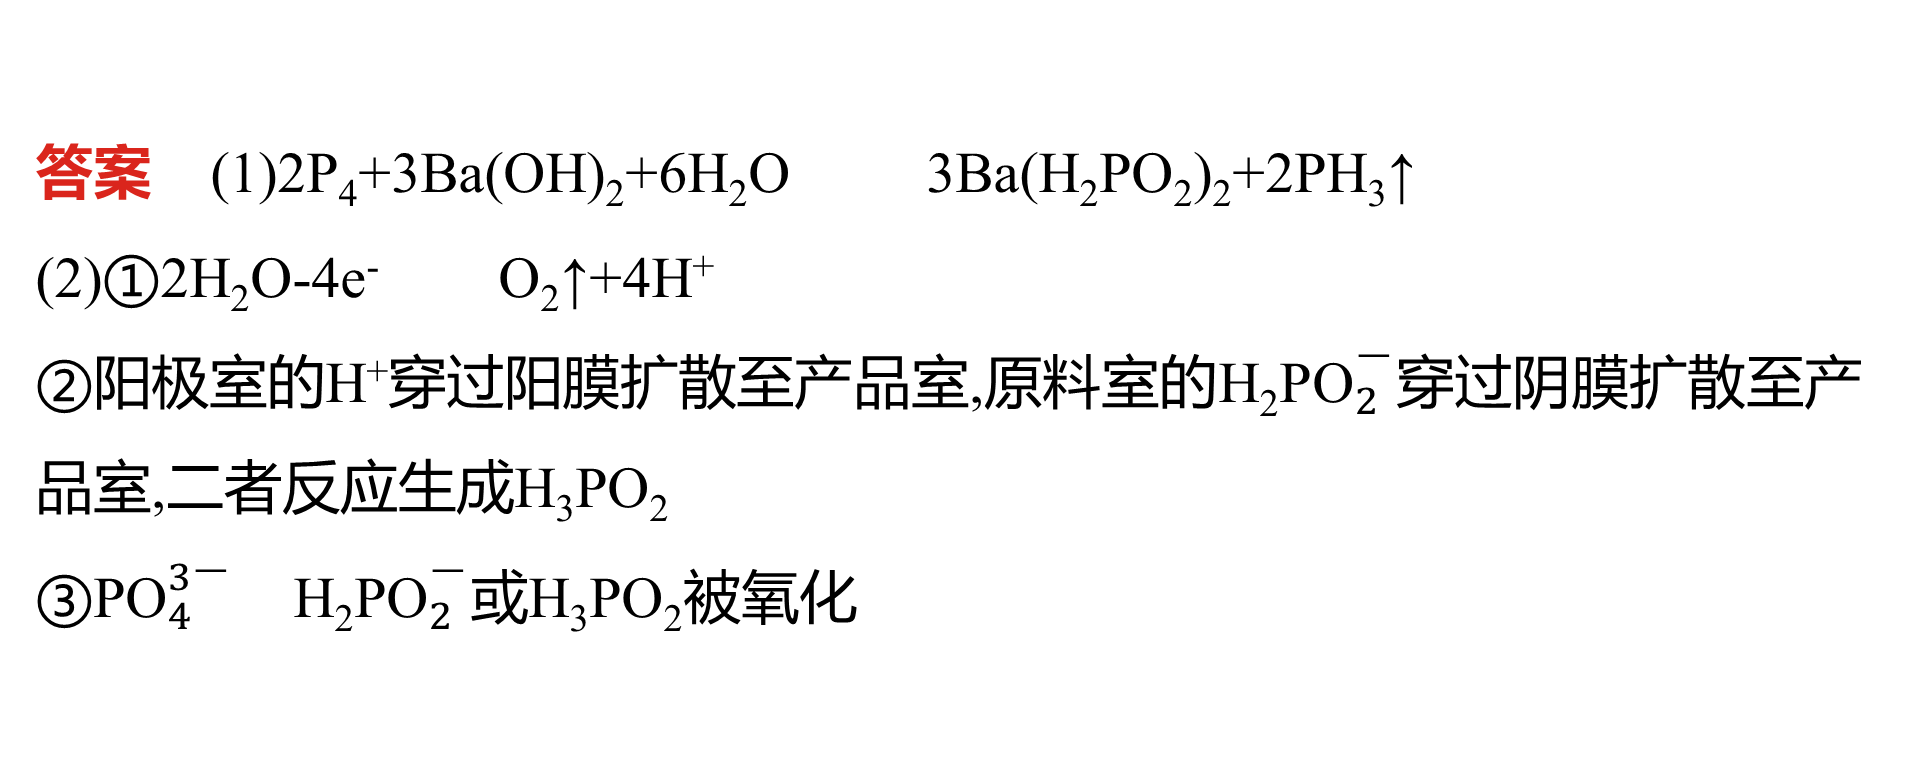 答案 (1)2P₄+3Ba(OH)₂+6H₂O 3Ba(H₂PO₂)₂+2PH₃↑
(2)①2H₂O-4e⁻ O₂↑+4H⁺
②阳极室的H⁺穿过阳膜扩散至产品室,原料室的H₂PO₂⁻穿过阴膜扩散至产
品室,二者反应生成H₃PO₂
③PO₄³⁻ H₂PO₂⁻或H₃PO₂被氧化